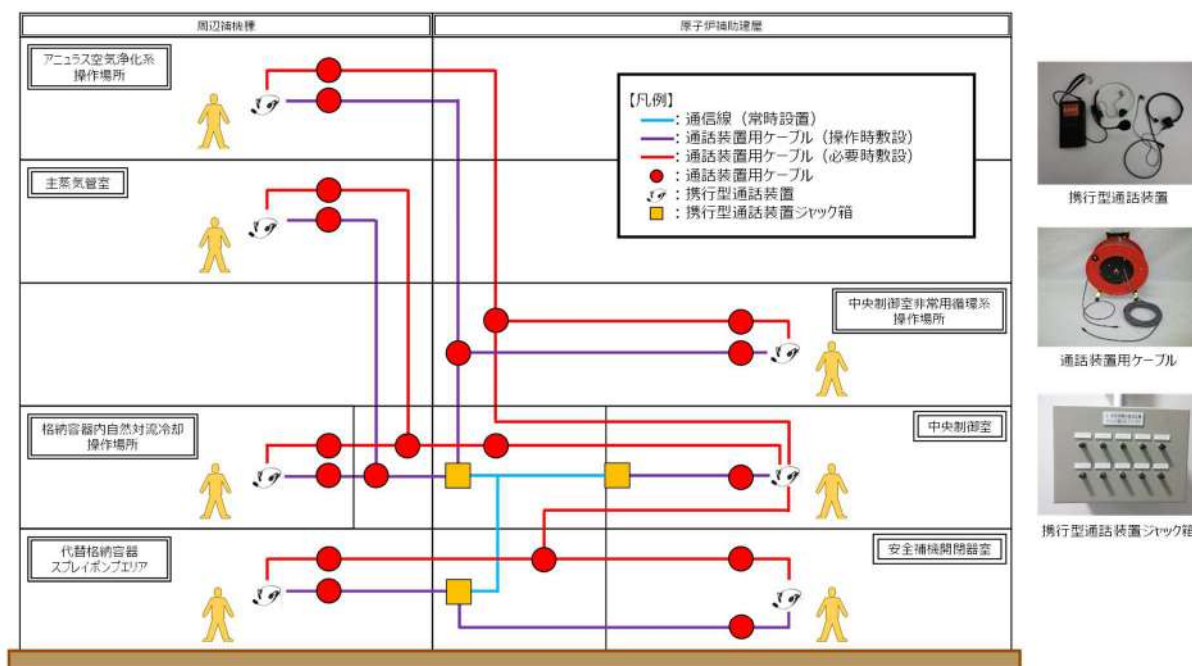 周辺補機棟
原子炉補助建屋
アニュラス空気浄化系
操作場所
【凡例】
：通信線（常時設置）
：通話装置用ケーブル（操作時敷設）
：通話装置用ケーブル（必要時敷設）
：通話装置用ケーブル
：携行型通話装置
：携行型通話装置ジャック箱
携行型通話装置
主蒸気管室
中央制御室非常用循環系
操作場所
通話装置用ケーブル
格納容器内自然対流冷却
操作場所
中央制御室
携行型通話装置ジャック箱
代替格納容器
スプレイポンプエリア
安全補機開閉器室